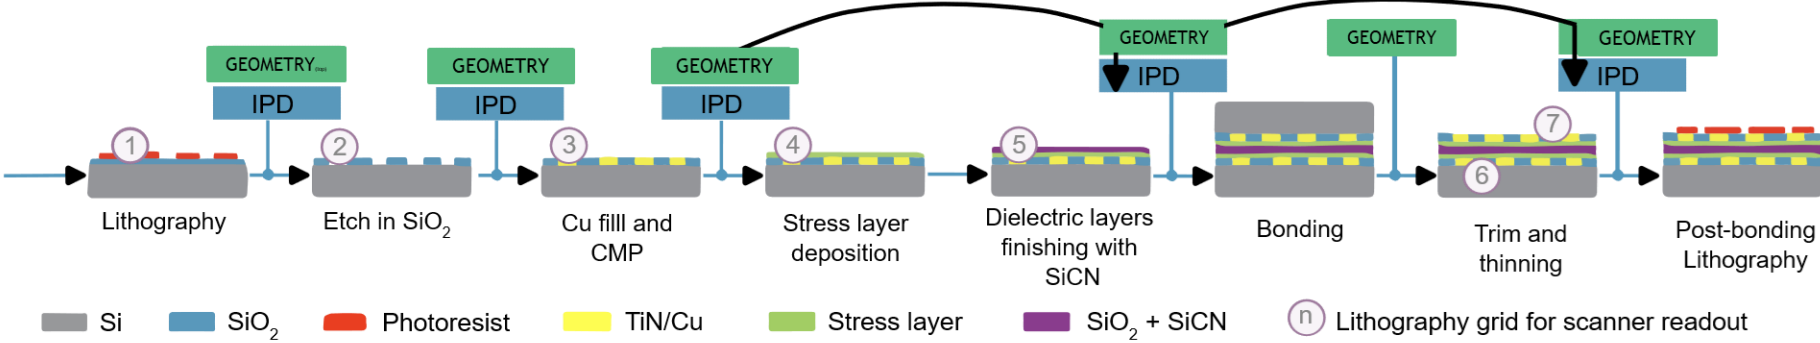 GEOMETRY
GEOMETRY
GEOMETRY(top)
GEOMETRY
GEOMETRY
GEOMETRY
IPD
IPD
IPD
IPD
IPD
1
2
3
4
5
6
7
Lithography
Etch in SiO2
Cu filll and
CMP
Stress layer
deposition
Dielectric layers
finishing with
SiCN
Bonding
Trim and
thinning
Post-bonding
Lithography
Si
SiO2
Photoresist
TiN/Cu
Stress layer
SiO2 + SiCN
n
Lithography grid for scanner readout